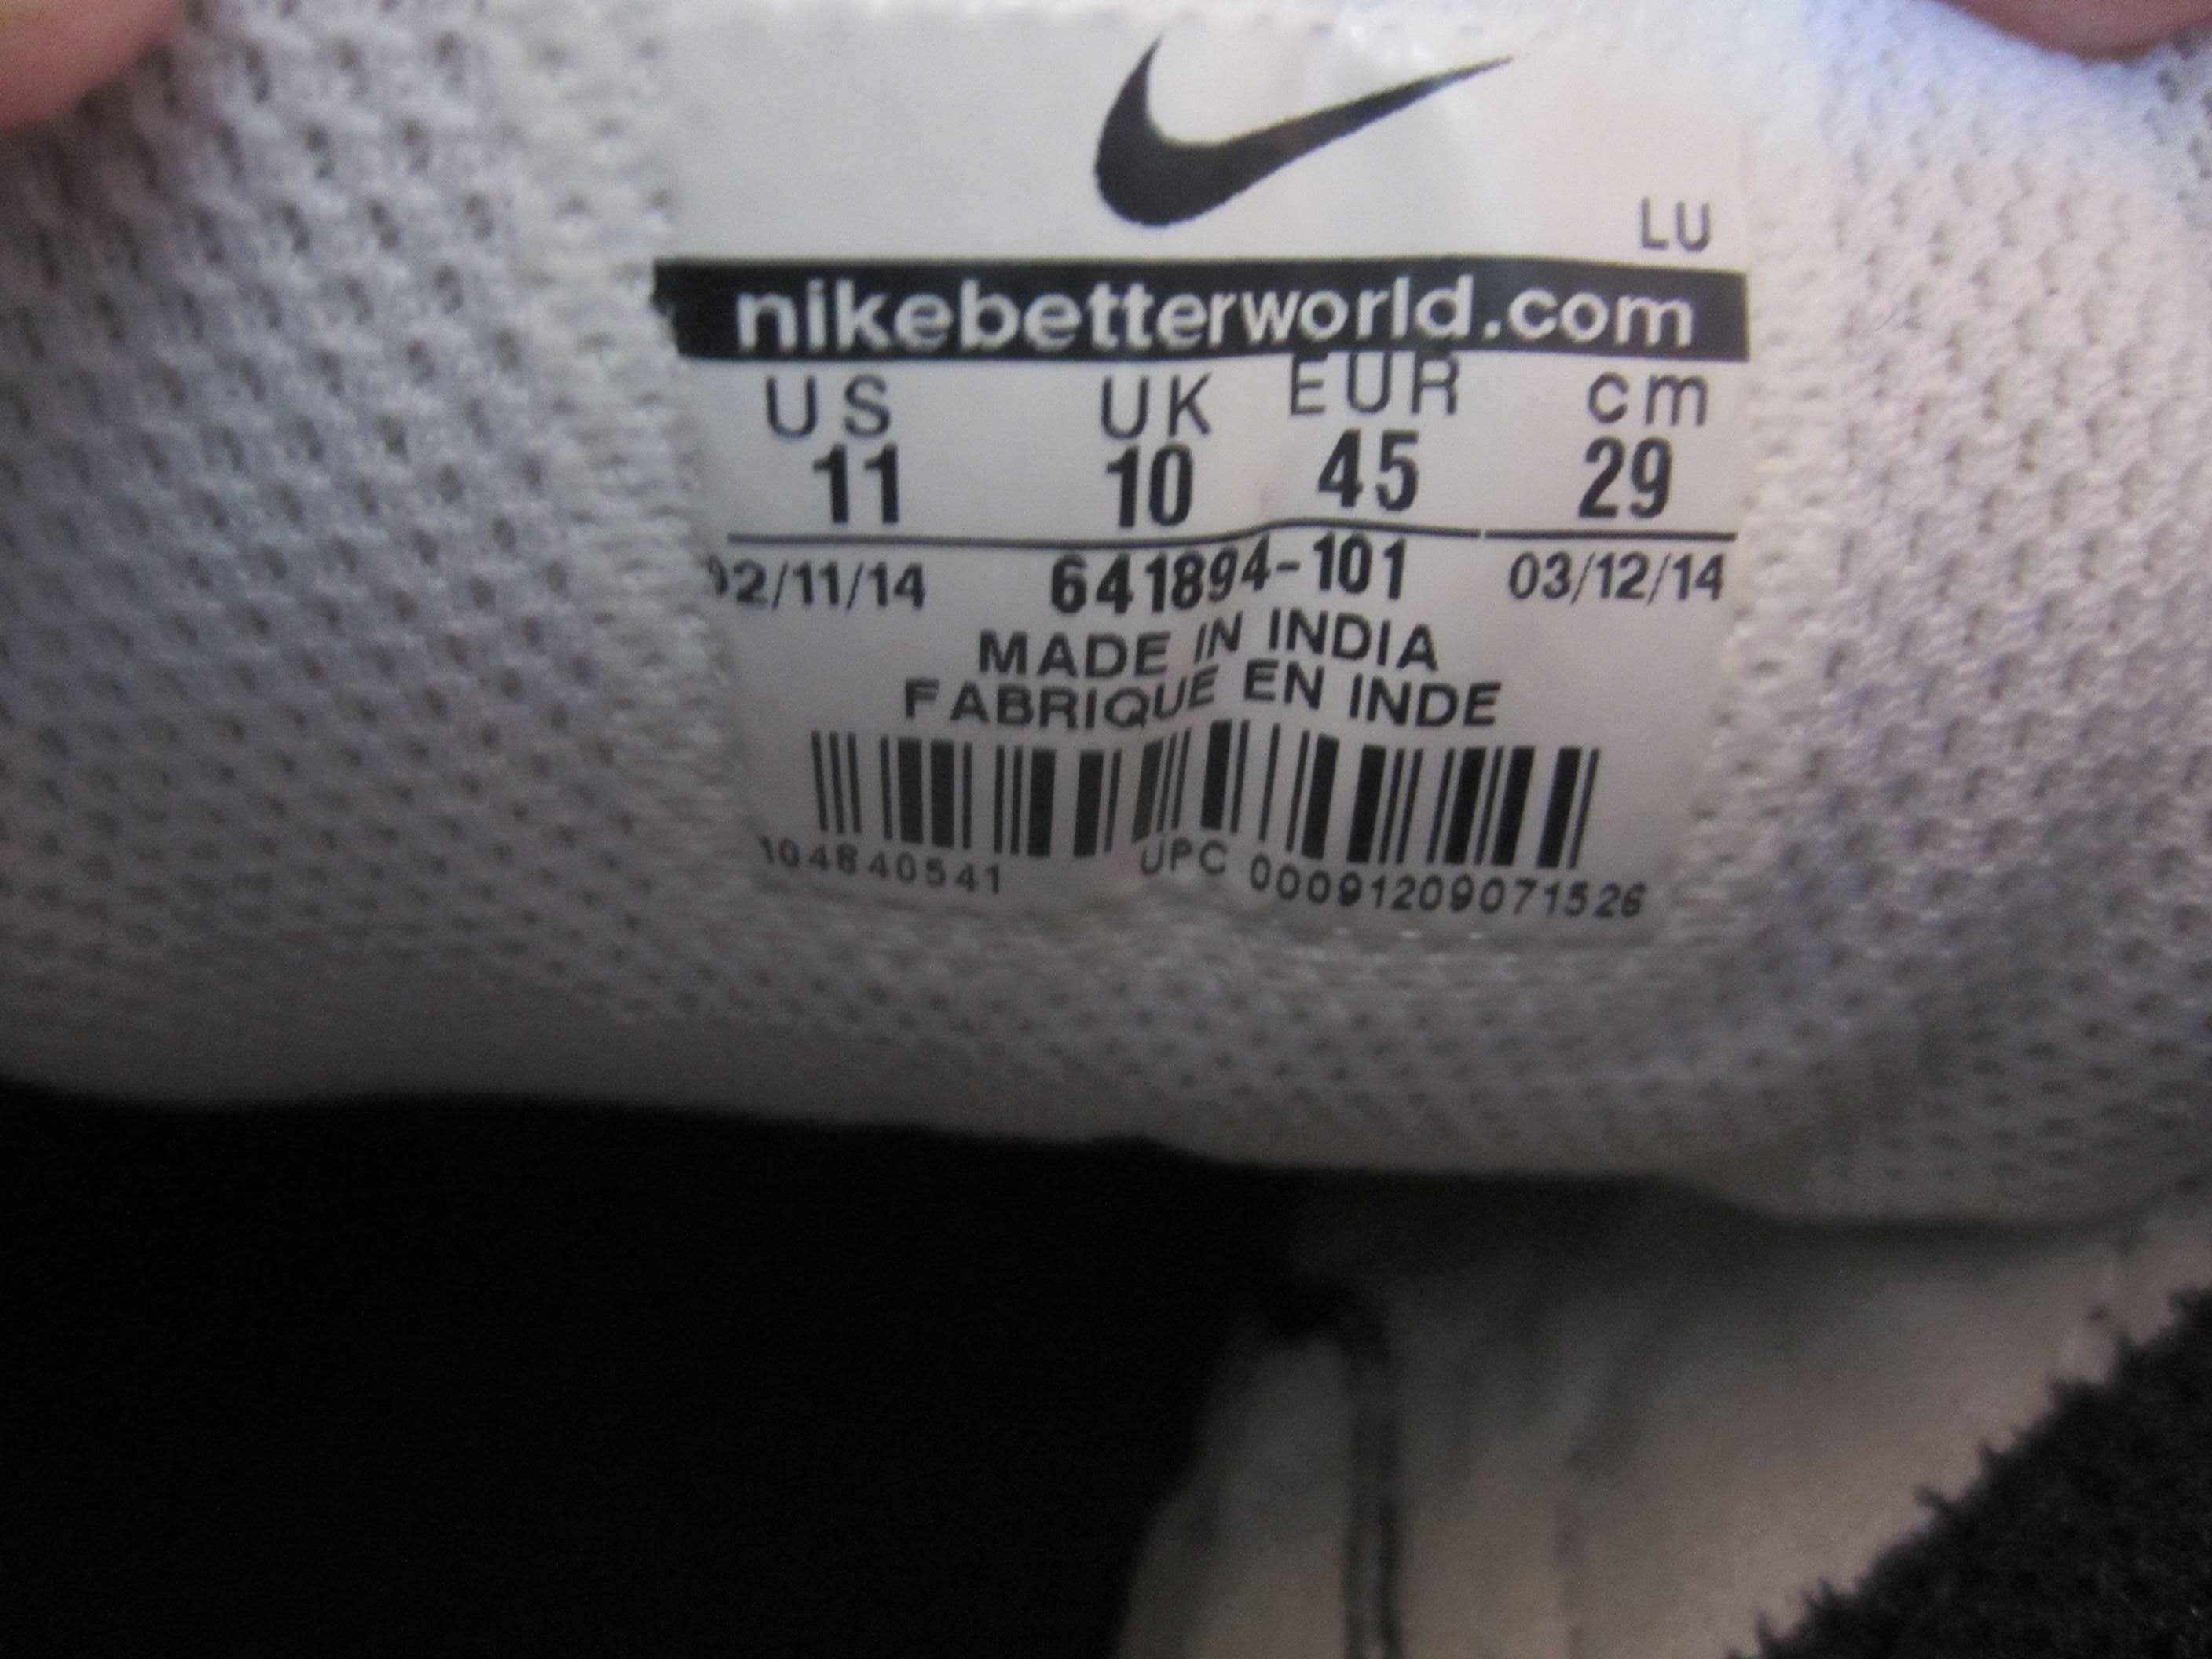 LU
nikebetterworld.com
US UK EUR cm
11 10 45 29
02/11/14 641894-101 03/12/14
MADE IN INDIA
FABRIQUE EN INDE
104840541 UPC 00091209071526